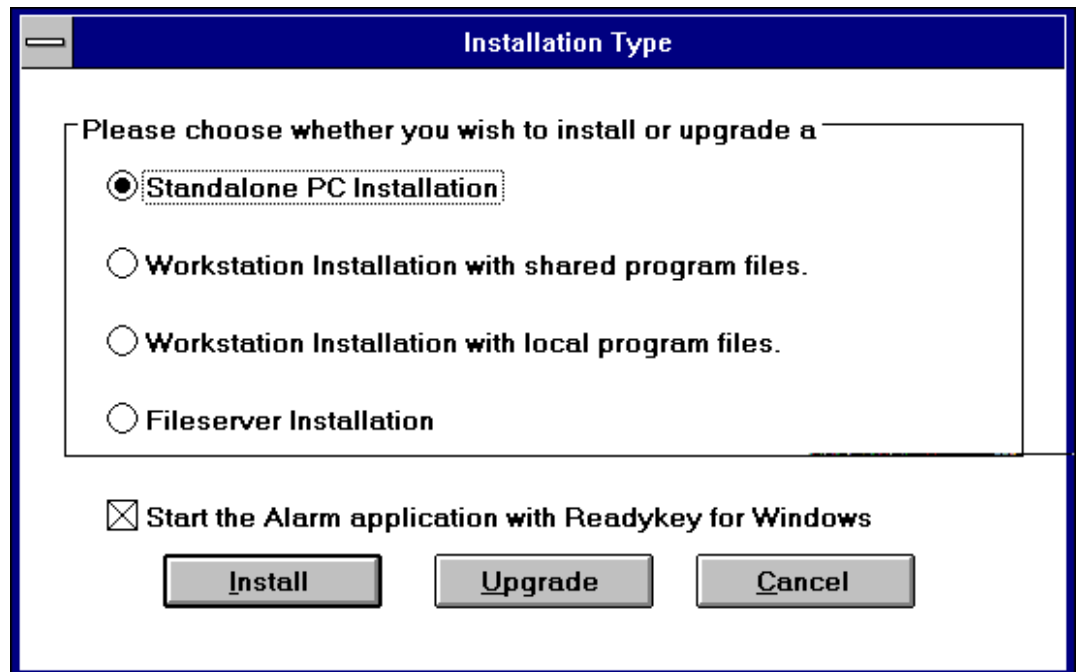 Installation Type
Please choose whether you wish to install or upgrade a
Standalone PC Installation
Workstation Installation with shared program files.
Workstation Installation with local program files.
Fileserver Installation
Start the Alarm application with Readykey for Windows
Install Upgrade Cancel